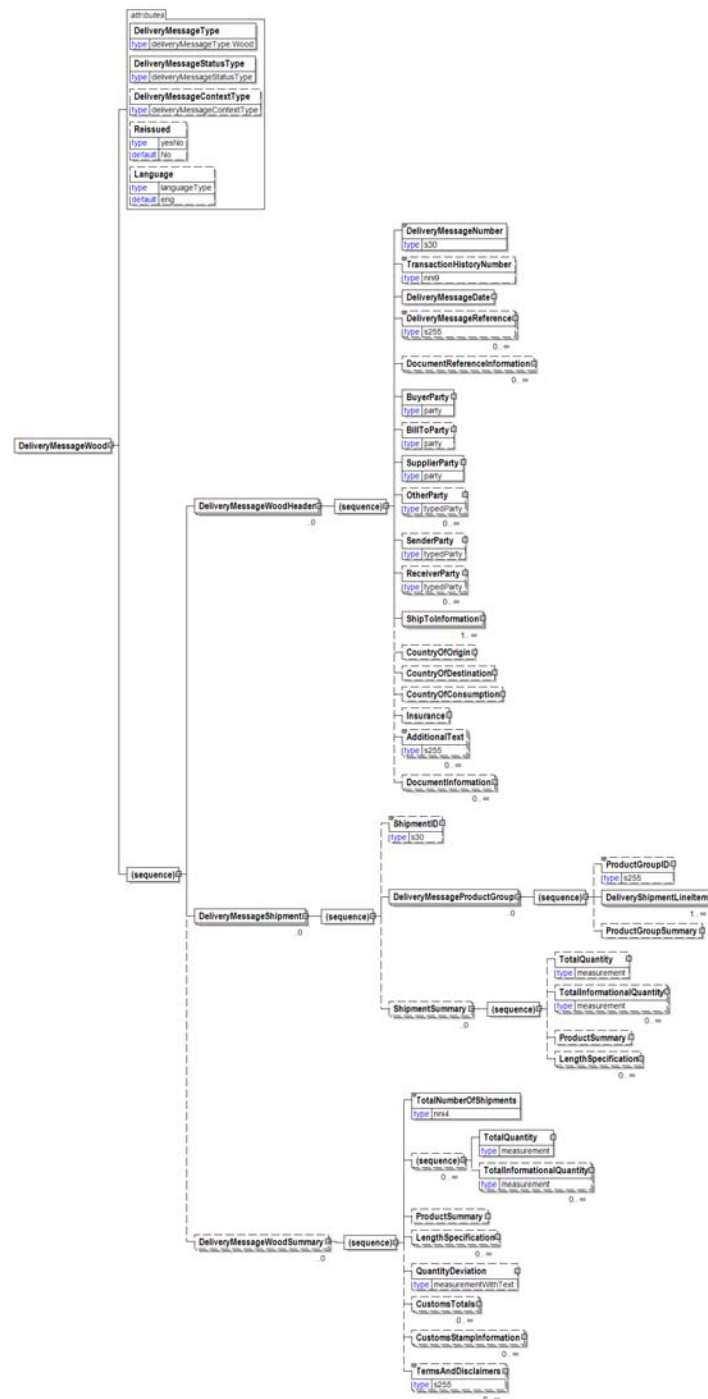 attributes
DeliveryMessageType
type deliveryMessageType Wood
DeliveryMessageStatusType
type deliveryMessageStatusType
DeliveryMessageContextType
type deliveryMessageContextType
Reissued
type yesNo
default No
Language
type languageType
default eng
DeliveryMessageWood
(sequence)
DeliveryMessageWoodHeader
..0
(sequence)
DeliveryMessageNumber
type s30
TransactionHistoryNumber
type nni9
DeliveryMessageDate
DeliveryMessageReference
type s255
0.. ∞
DocumentReferenceInformation
0.. ∞
BuyerParty
type party
BillToParty
type party
SupplierParty
type party
OtherParty
type typedParty
0.. ∞
SenderParty
type typedParty
ReceiverParty
type typedParty
0.. ∞
ShipToInformation
1.. ∞
CountryOfOrigin
CountryOfDestination
CountryOfConsumption
Insurance
AdditionalText
type s255
0.. ∞
DocumentInformation
0.. ∞
DeliveryMessageShipment
..0
(sequence)
ShipmentID
type s30
DeliveryMessageProductGroup
..0
(sequence)
ProductGroupID
type s255
DeliveryShipmentLineItem
1.. ∞
ProductGroupSummary
ShipmentSummary
..0
(sequence)
TotalQuantity
type measurement
TotalInformationalQuantity
type measurement
0.. ∞
ProductSummary
LengthSpecification
0.. ∞
DeliveryMessageWoodSummary
..0
(sequence)
TotalNumberOfShipments
type nni4
(sequence)
0.. ∞
TotalQuantity
type measurement
TotalInformationalQuantity
type measurement
0.. ∞
ProductSummary
LengthSpecification
0.. ∞
QuantityDeviation
type measurementWithText
CustomsTotals
0.. ∞
CustomsStampInformation
0.. ∞
TermsAndDisclaimers
type s255
0.. ∞